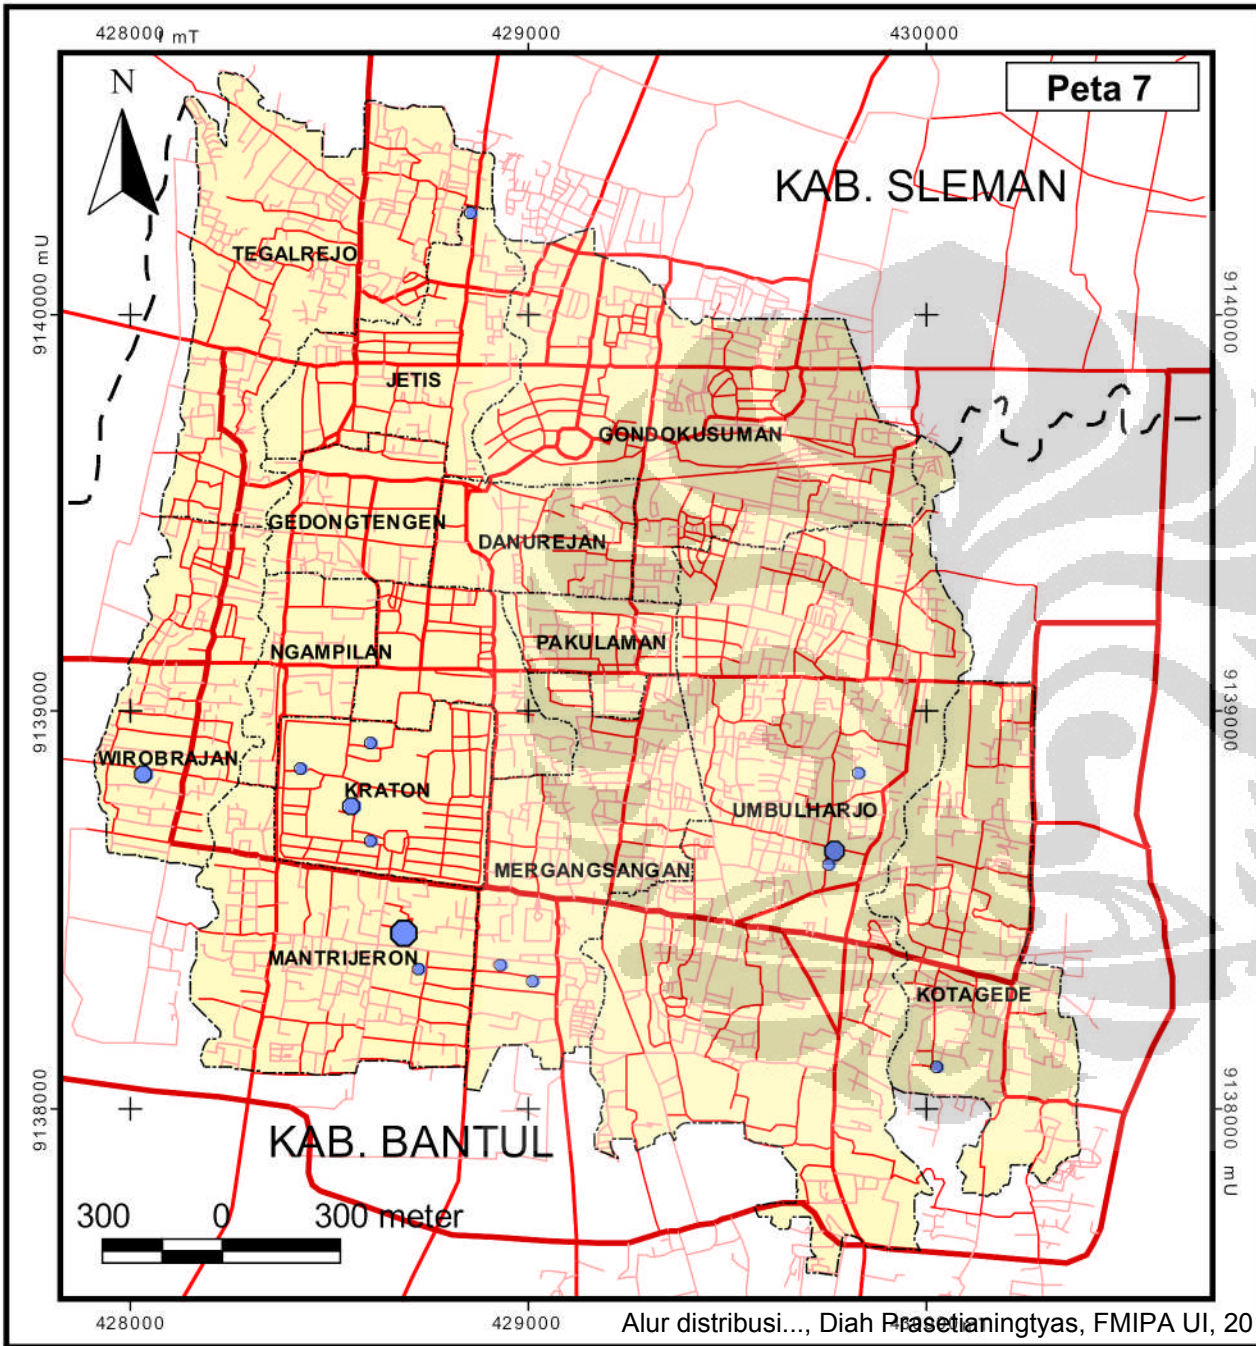 428000 mT
429000
430000
Peta 7
N
KAB. SLEMAN
TEGALREJO
9140000 mU
9140000
JETIS
GONDOKUSUMAN
GEDONGTENGEN
DANUREJAN
NGAMPILAN
PAKULAMAN
9139000
9139000
WIROBRAJAN
KRATON
UMBULHARJO
MERGANGSANGAN
MANTRIJERON
KOTAGEDE
9138000
9138000 mU
KAB. BANTUL
300 0 300 meter
428000
429000
Alur distribusi..., Diah Prasetianingtyas, FMIPA UI, 20